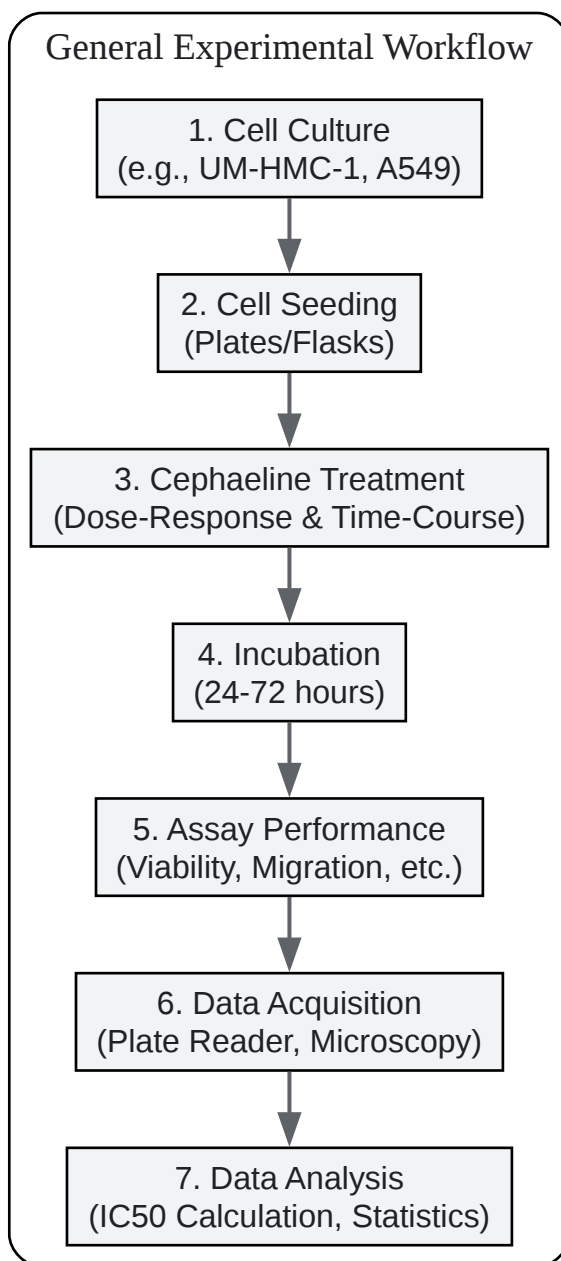 General Experimental Workflow
1. Cell Culture
(e.g., UM-HMC-1, A549)
2. Cell Seeding
(Plates/Flasks)
3. Cephaeline Treatment
(Dose-Response & Time-Course)
4. Incubation
(24-72 hours)
5. Assay Performance
(Viability, Migration, etc.)
6. Data Acquisition
(Plate Reader, Microscopy)
7. Data Analysis
(IC50 Calculation, Statistics)